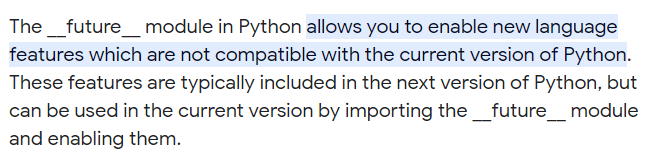 The __future__ module in Python allows you to enable new language
features which are not compatible with the current version of Python.
These features are typically included in the next version of Python, but
can be used in the current version by importing the __future__ module
and enabling them.